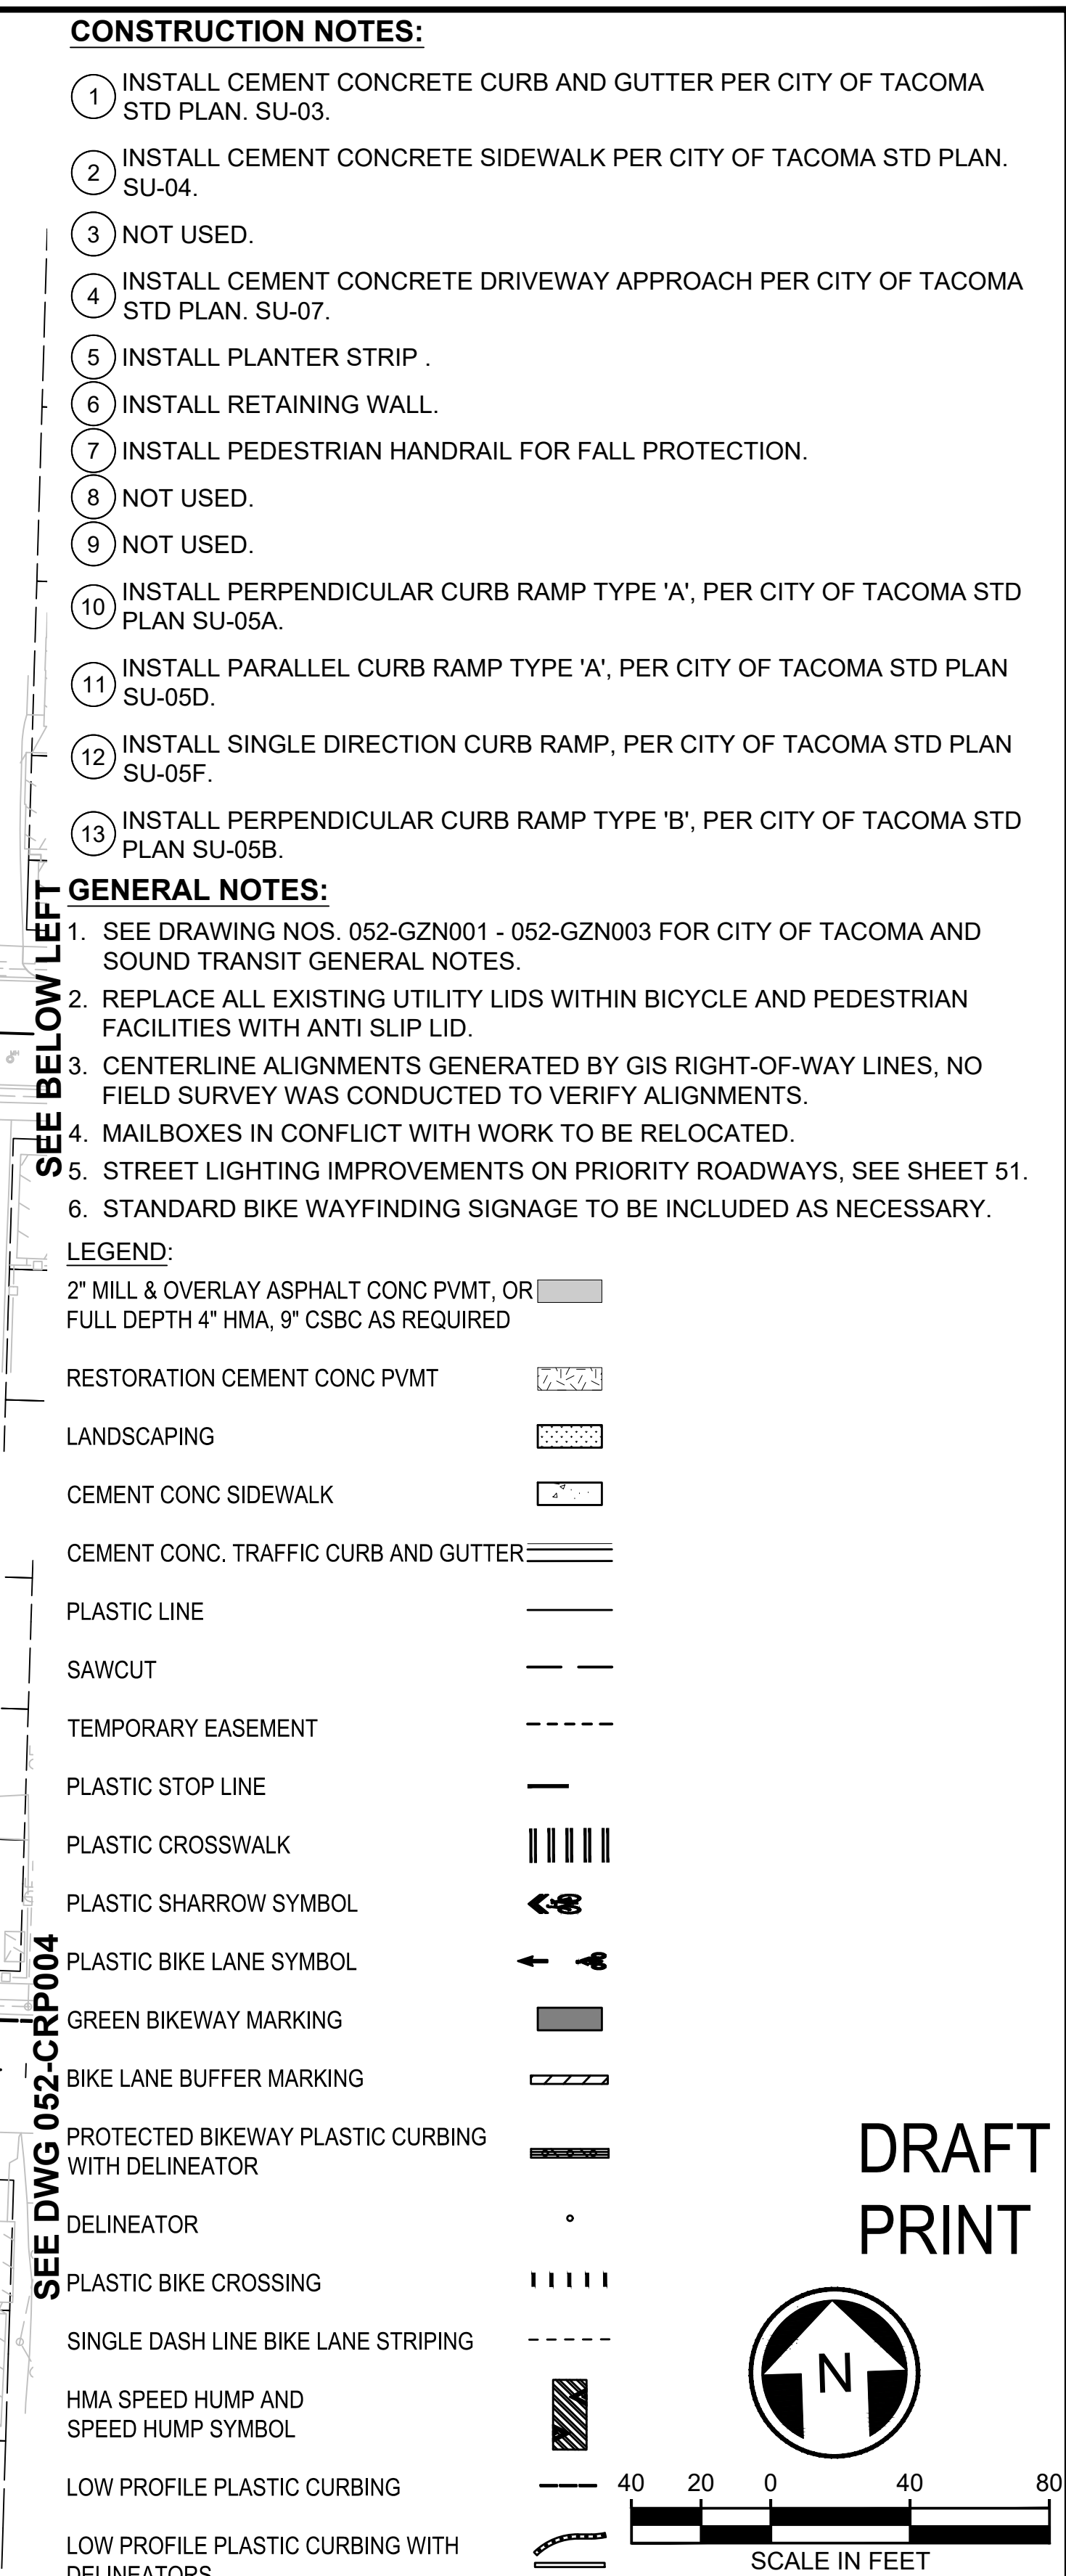 CONSTRUCTION NOTES:
1 INSTALL CEMENT CONCRETE CURB AND GUTTER PER CITY OF TACOMA
STD PLAN. SU-03.
2 INSTALL CEMENT CONCRETE SIDEWALK PER CITY OF TACOMA STD PLAN.
SU-04.
3 NOT USED.
4 INSTALL CEMENT CONCRETE DRIVEWAY APPROACH PER CITY OF TACOMA
STD PLAN. SU-07.
5 INSTALL PLANTER STRIP .
6 INSTALL RETAINING WALL.
7 INSTALL PEDESTRIAN HANDRAIL FOR FALL PROTECTION.
8 NOT USED.
9 NOT USED.
10 INSTALL PERPENDICULAR CURB RAMP TYPE 'A', PER CITY OF TACOMA STD
PLAN SU-05A.
11 INSTALL PARALLEL CURB RAMP TYPE 'A', PER CITY OF TACOMA STD PLAN
SU-05D.
12 INSTALL SINGLE DIRECTION CURB RAMP, PER CITY OF TACOMA STD PLAN
SU-05F.
13 INSTALL PERPENDICULAR CURB RAMP TYPE 'B', PER CITY OF TACOMA STD
PLAN SU-05B.
GENERAL NOTES:
1. SEE DRAWING NOS. 052-GZN001 - 052-GZN003 FOR CITY OF TACOMA AND
SOUND TRANSIT GENERAL NOTES.
2. REPLACE ALL EXISTING UTILITY LIDS WITHIN BICYCLE AND PEDESTRIAN
FACILITIES WITH ANTI SLIP LID.
3. CENTERLINE ALIGNMENTS GENERATED BY GIS RIGHT-OF-WAY LINES, NO
FIELD SURVEY WAS CONDUCTED TO VERIFY ALIGNMENTS.
4. MAILBOXES IN CONFLICT WITH WORK TO BE RELOCATED.
5. STREET LIGHTING IMPROVEMENTS ON PRIORITY ROADWAYS, SEE SHEET 51.
6. STANDARD BIKE WAYFINDING SIGNAGE TO BE INCLUDED AS NECESSARY.
SEE BELOW LEFT
LEGEND:
2" MILL & OVERLAY ASPHALT CONC PVMT, OR
FULL DEPTH 4" HMA, 9" CSBC AS REQUIRED
RESTORATION CEMENT CONC PVMT
LANDSCAPING
CEMENT CONC SIDEWALK
CEMENT CONC. TRAFFIC CURB AND GUTTER
PLASTIC LINE
SAWCUT
TEMPORARY EASEMENT
PLASTIC STOP LINE
PLASTIC CROSSWALK
PLASTIC SHARROW SYMBOL
PLASTIC BIKE LANE SYMBOL
GREEN BIKEWAY MARKING
BIKE LANE BUFFER MARKING
PROTECTED BIKEWAY PLASTIC CURBING
WITH DELINEATOR
DELINEATOR
PLASTIC BIKE CROSSING
SINGLE DASH LINE BIKE LANE STRIPING
HMA SPEED HUMP AND
SPEED HUMP SYMBOL
LOW PROFILE PLASTIC CURBING
LOW PROFILE PLASTIC CURBING WITH
DELINEATORS
SEE DWG 052-CRP004
DRAFT
PRINT
N
40 20 0 40 80
SCALE IN FEET